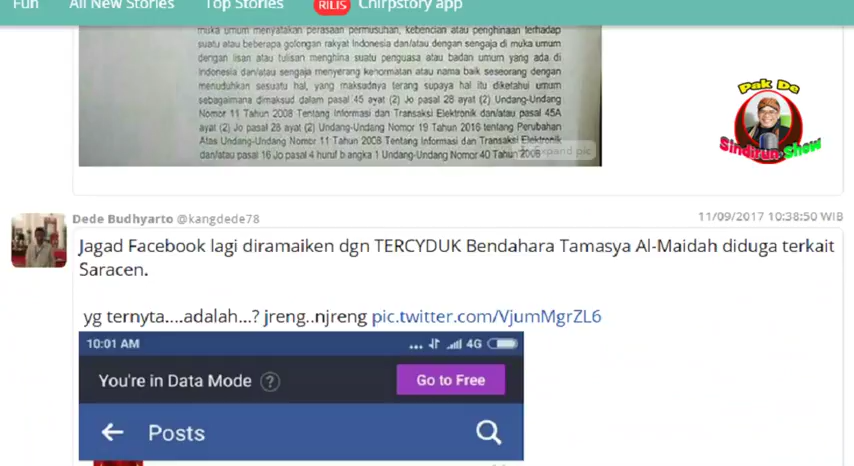 Fun All New Stories Top Stories RILIS Chirpstory app
muka umum menyatakan perasaan permusuhan, kebencian atau penghinaan terhadap
suatu atau beberapa golongan rakyat Indonesia dan/atau dengan sengaja di muka umum
dengan lisan atau tulisan menghina suatu penguasa atau badan umum yang ada di
Indonesia dan/atau sengaja menyerang kehormatan atau nama baik seseorang dengan
menuduhkan sesuatu hal, yang maksudnya terang supaya hal itu diketahui umum
sebagaimana dimaksud dalam pasal 45 ayat (2) Jo pasal 28 ayat (2) Undang-Undang
Nomor 11 Tahun 2008 Tentang Informasi dan Transaksi Elektronik dan/atau pasal 45A
ayat (2) Jo pasal 28 ayat (2) Undang-Undang Nomor 19 Tahun 2016 tentang Perubahan
Atas Undang-Undang Nomor 11 Tahun 2008 Tentang Informasi dan Transaksi Elektronik
dan/atau pasal 16 Jo pasal 4 huruf b angka 1 Undang-Undang Nomor 40 Tahun 2008
Expand pic
Pak De
Sindirun Show
Dede Budhyarto @kangdede78 11/09/2017 10:38:50 WIB
Jagad Facebook lagi diramaiken dgn TERCYDUK Bendahara Tamasya Al-Maidah diduga terkait
Saracen.
yg ternyta....adalah...? jreng..njreng pic.twitter.com/VjumMgrZL6
10:01 AM ... 4G
You're in Data Mode ? Go to Free
Posts